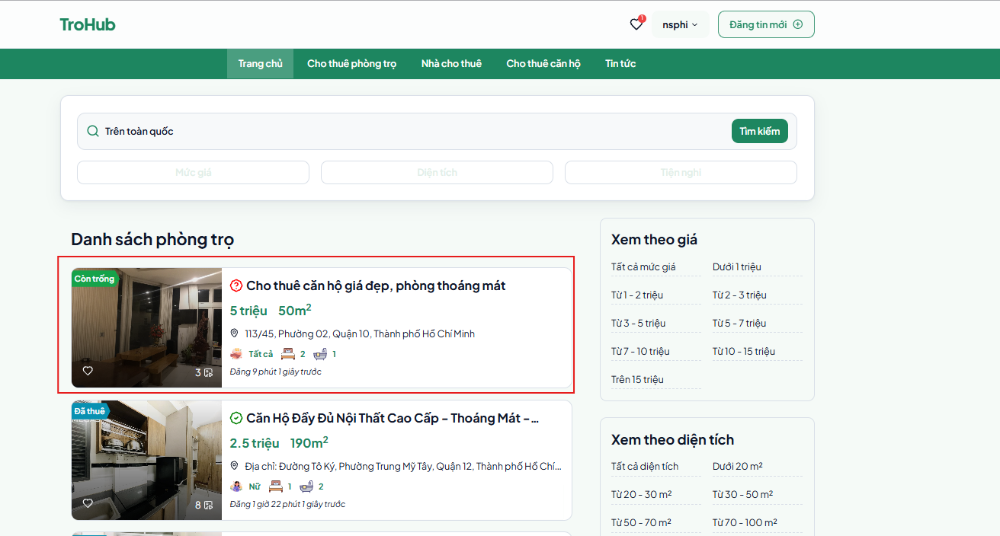 TroHub
1
nsphi
Đăng tin mới
Trang chủ
Cho thuê phòng trọ
Nhà cho thuê
Cho thuê căn hộ
Tin tức
Trên toàn quốc
Tìm kiếm
Mức giá
Diện tích
Tiện nghi
Danh sách phòng trọ
Còn trống
Cho thuê căn hộ giá đẹp, phòng thoáng mát
5 triệu 50m²
113/45, Phường 02, Quận 10, Thành phố Hồ Chí Minh
Tất cả 2 1
Đăng 9 phút 1 giây trước
3
Đã thuê
Căn Hộ Đầy Đủ Nội Thất Cao Cấp - Thoáng Mát -...
2.5 triệu 190m²
Địa chỉ: Đường Tô Ký, Phường Trung Mỹ Tây, Quận 12, Thành phố Hồ Chí...
Nữ 1 2
Đăng 1 giờ 22 phút 1 giây trước
8
Xem theo giá
Tất cả mức giá
Dưới 1 triệu
Từ 1 - 2 triệu
Từ 2 - 3 triệu
Từ 3 - 5 triệu
Từ 5 - 7 triệu
Từ 7 - 10 triệu
Từ 10 - 15 triệu
Trên 15 triệu
Xem theo diện tích
Tất cả diện tích
Dưới 20 m²
Từ 20 - 30 m²
Từ 30 - 50 m²
Từ 50 - 70 m²
Từ 70 - 100 m²